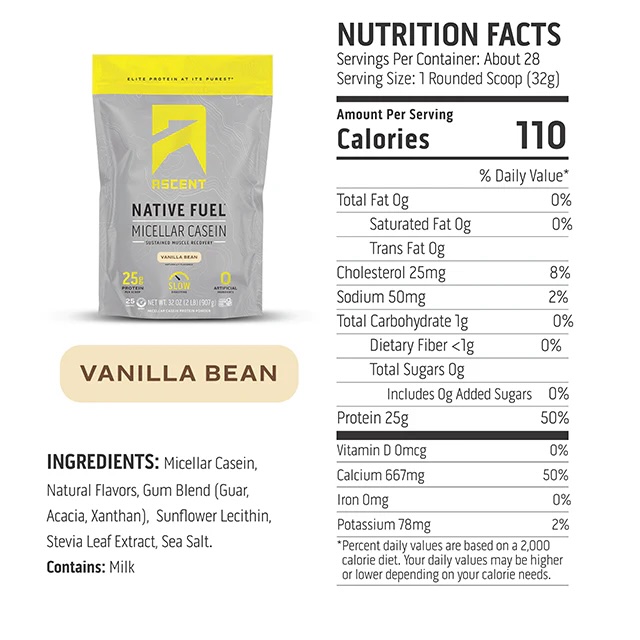 ELITE PROTEIN AT ITS PUREST
ASCENT
NATIVE FUEL
MICELLAR CASEIN
SUSTAINED MUSCLE RECOVERY
VANILLA BEAN
25g
PROTEIN
SLOW
DIGESTION
0
ARTIFICIAL
INGREDIENTS
25
NET WT. 32 OZ (2 LB) (907g)
MICELLAR CASEIN PROTEIN POWDER
VANILLA BEAN
INGREDIENTS: Micellar Casein,
Natural Flavors, Gum Blend (Guar,
Acacia, Xanthan), Sunflower Lecithin,
Stevia Leaf Extract, Sea Salt.
Contains: Milk
NUTRITION FACTS
Servings Per Container: About 28
Serving Size: 1 Rounded Scoop (32g)
Amount Per Serving
Calories 110
% Daily Value*
Total Fat 0g 0%
Saturated Fat 0g 0%
Trans Fat 0g
Cholesterol 25mg 8%
Sodium 50mg 2%
Total Carbohydrate 1g 0%
Dietary Fiber <1g 0%
Total Sugars 0g
Includes 0g Added Sugars 0%
Protein 25g 50%
Vitamin D 0mcg 0%
Calcium 667mg 50%
Iron 0mg 0%
Potassium 78mg 2%
*Percent daily values are based on a 2,000
calorie diet. Your daily values may be higher
or lower depending on your calorie needs.